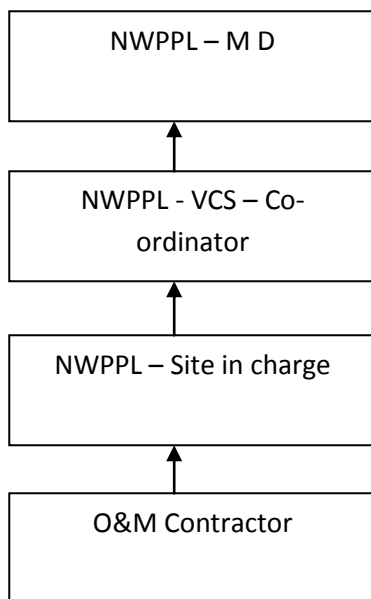 NWPPL – M D
NWPPL - VCS – Co-
ordinator
NWPPL – Site in charge
O&M Contractor